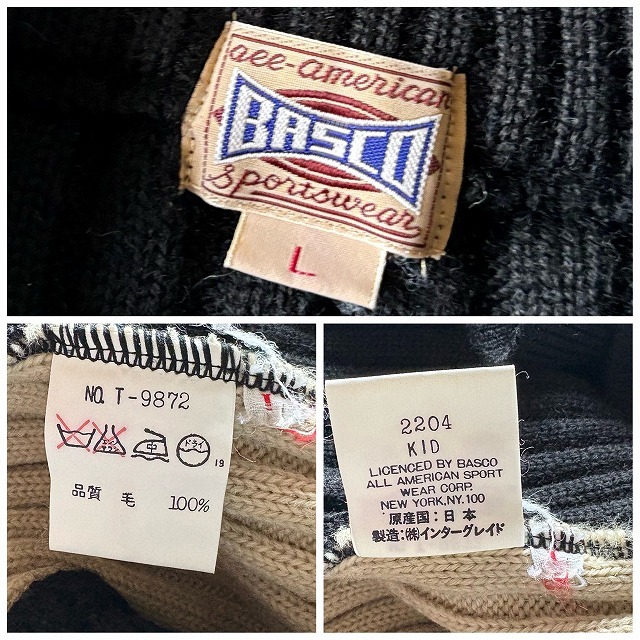 aee-american
BASCO
Sportswear
L
NO. T-9872
中
ドライ
19
品質 毛 100%
2204
KID
LICENCED BY BASCO
ALL AMERICAN SPORT
WEAR CORP.
NEW YORK,NY.100
原産国:日本
製造:㈱インターグレイド